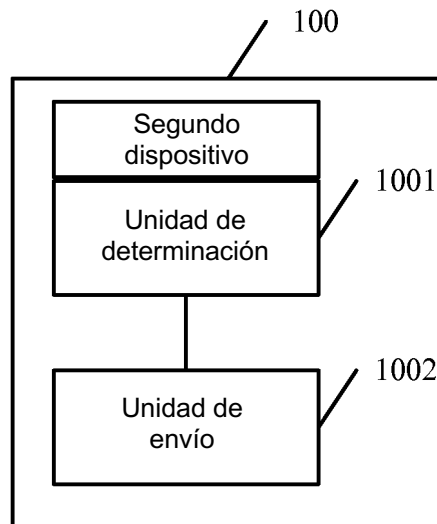 100
Segundo
dispositivo
1001
Unidad de
determinación
1002
Unidad de
envío